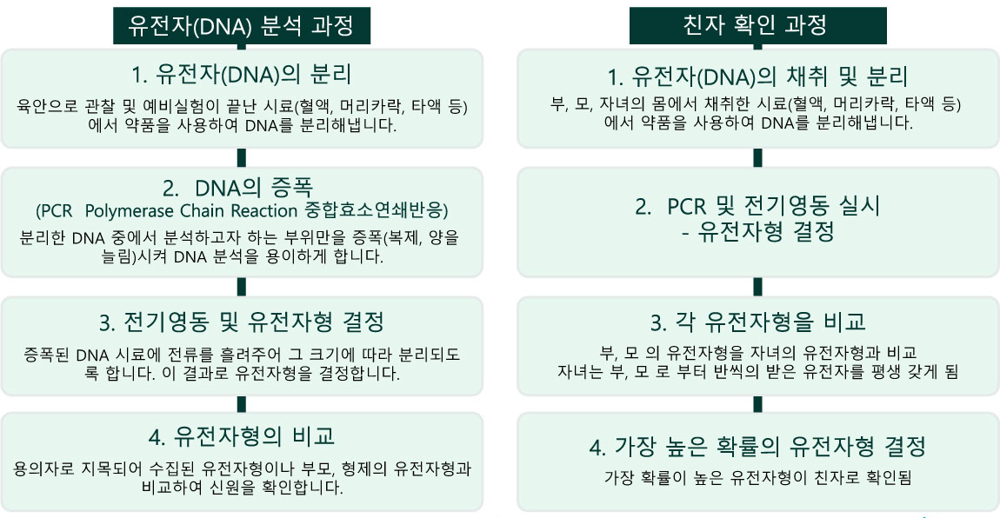 유전자(DNA) 분석 과정
1. 유전자(DNA)의 분리
육안으로 관찰 및 예비실험이 끝난 시료(혈액, 머리카락, 타액 등)
에서 약품을 사용하여 DNA를 분리해냅니다.
2. DNA의 증폭
(PCR Polymerase Chain Reaction 중합효소연쇄반응)
분리한 DNA 중에서 분석하고자 하는 부위만을 증폭(복제, 양을
늘림)시켜 DNA 분석을 용이하게 합니다.
3. 전기영동 및 유전자형 결정
증폭된 DNA 시료에 전류를 흘려주어 그 크기에 따라 분리되도
록 합니다. 이 결과로 유전자형을 결정합니다.
4. 유전자형의 비교
용의자로 지목되어 수집된 유전자형이나 부모, 형제의 유전자형과
비교하여 신원을 확인합니다.
친자 확인 과정
1. 유전자(DNA)의 채취 및 분리
부, 모, 자녀의 몸에서 채취한 시료(혈액, 머리카락, 타액 등)
에서 약품을 사용하여 DNA를 분리해냅니다.
2. PCR 및 전기영동 실시
- 유전자형 결정
3. 각 유전자형을 비교
부, 모 의 유전자형을 자녀의 유전자형과 비교
자녀는 부, 모 로 부터 반씩의 받은 유전자를 평생 갖게 됨
4. 가장 높은 확률의 유전자형 결정
가장 확률이 높은 유전자형이 친자로 확인됨